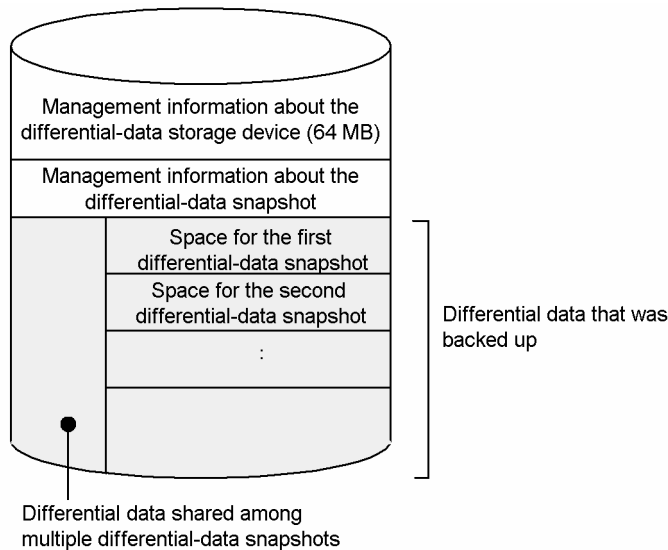 Management information about the
differential-data storage device (64 MB)
Management information about the
differential-data snapshot
Space for the first
differential-data snapshot
Space for the second
differential-data snapshot
:
Differential data that was
backed up
Differential data shared among
multiple differential-data snapshots